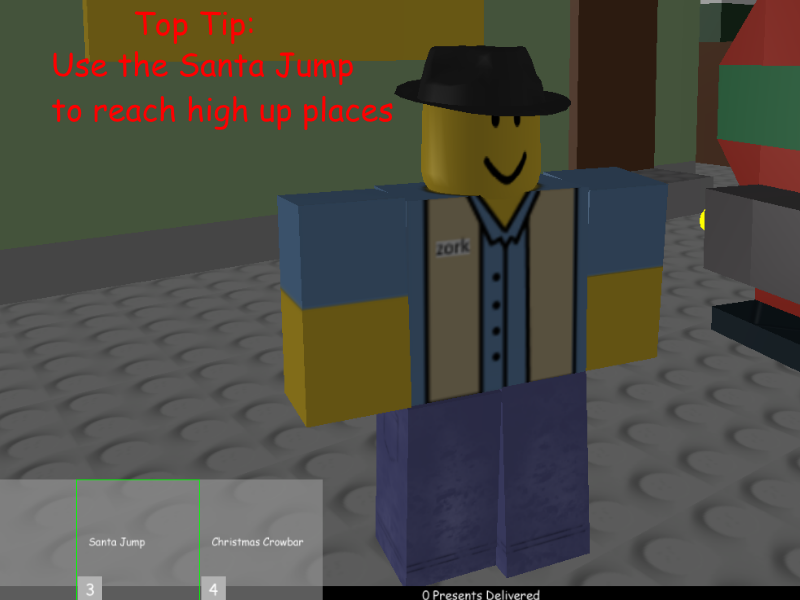 Top Tip:
Use the Santa Jump
to reach high up places
zork
Santa Jump
Christmas Crowbar
3
4
0 Presents Delivered